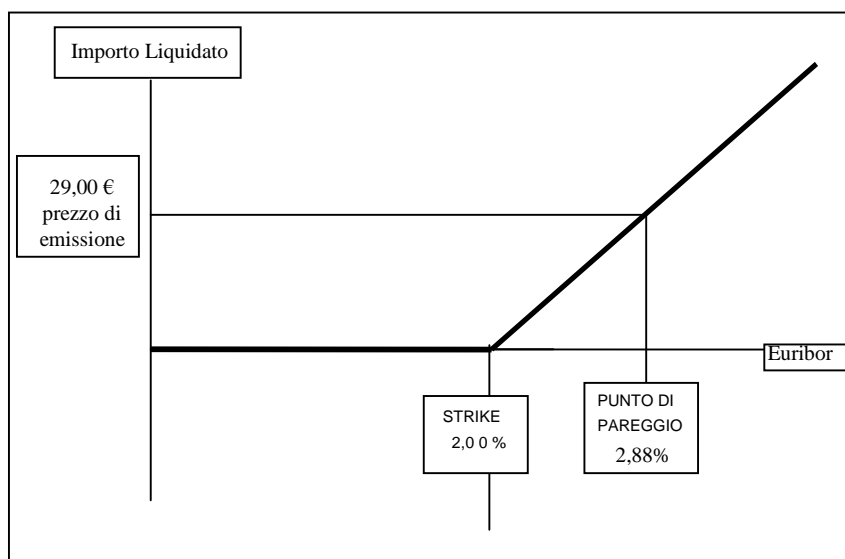 Importo Liquidato
29,00 €
prezzo di
emissione
Euribor
STRIKE
2,0 0 %
PUNTO DI
PAREGGIO
2,88%